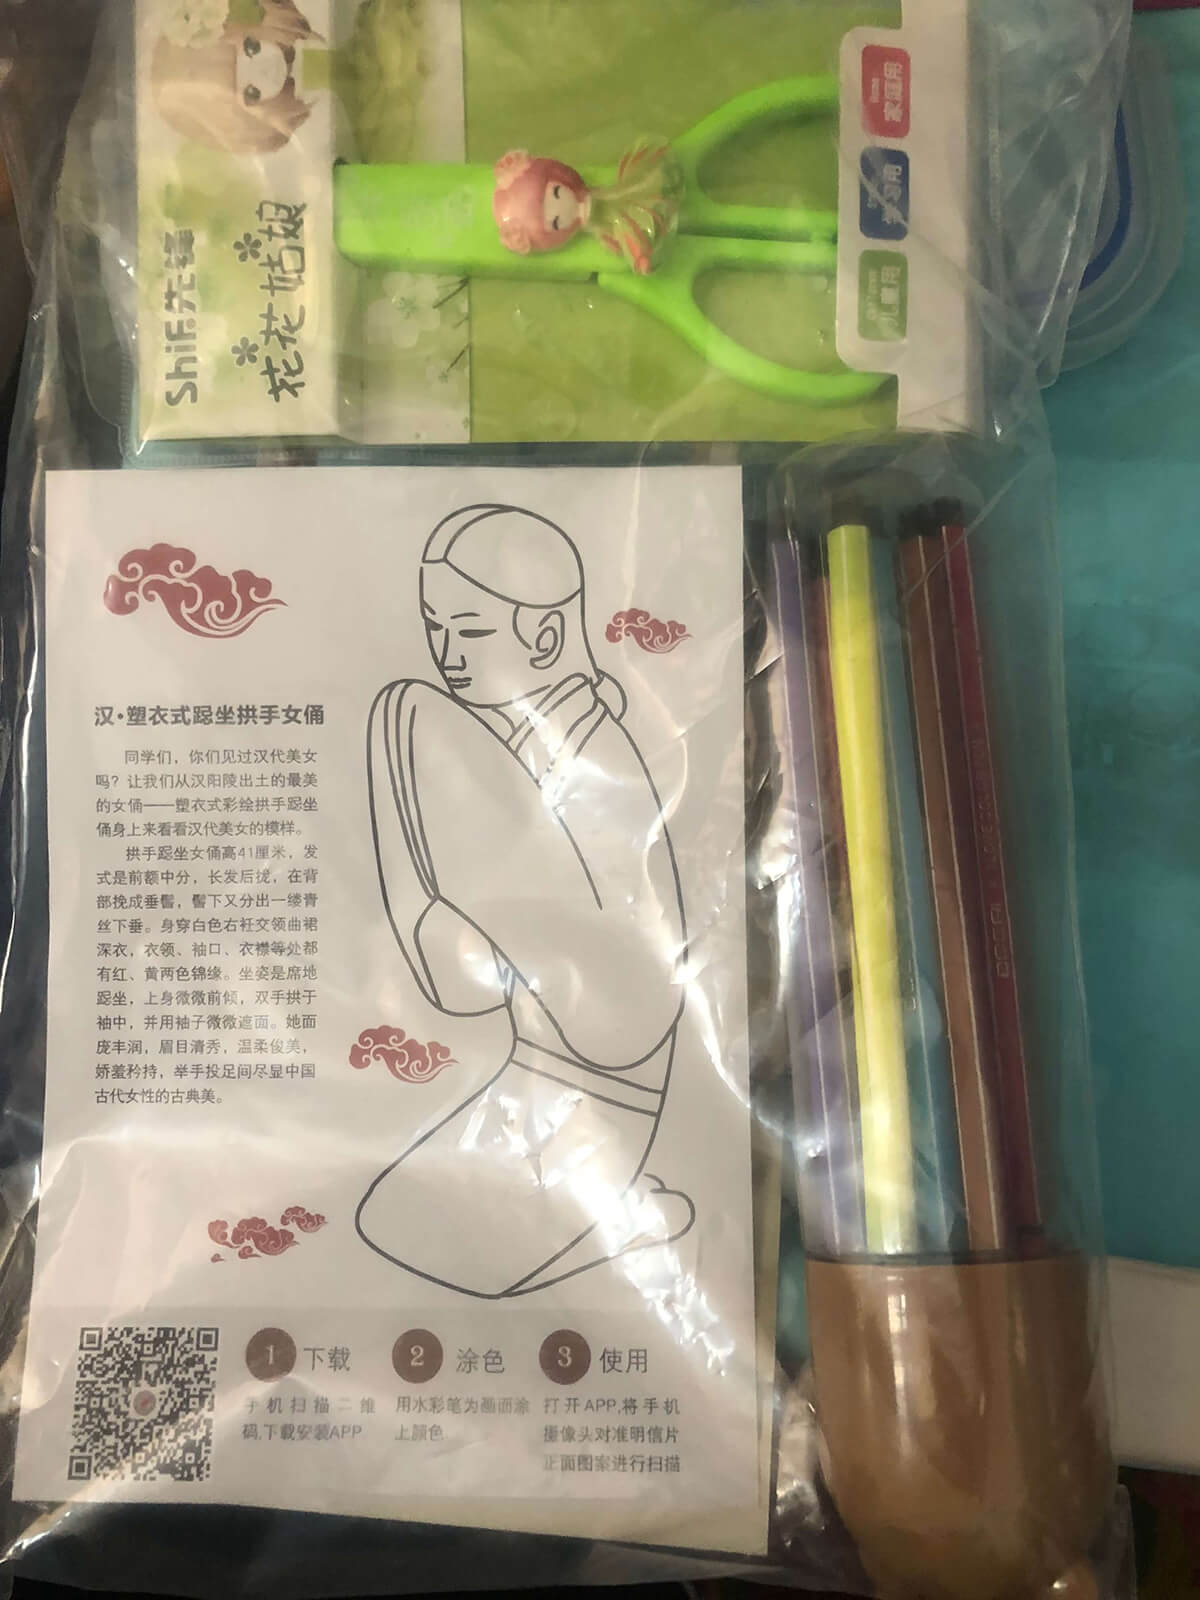 Shifa先锋
花花姑娘
Home
家庭用
学习用
Children
儿童用
汉·塑衣式跽坐拱手女俑
同学们，你们见过汉代美女
吗？让我们从汉阳陵出土的最美
的女俑——塑衣式彩绘拱手跽坐
俑身上来看看汉代美女的模样。
拱手跽坐女俑高41厘米，发
式是前额中分，长发后拢，在背
部挽成垂髻，髻下又分出一缕青
丝下垂。身穿白色右衽交领曲裾
深衣，衣领、袖口、衣襟等处都
有红、黄两色锦缘。坐姿是席地
跽坐，上身微微前倾，双手拱于
袖中，并用袖子微微遮面。她面
庞丰润，眉目清秀，温柔俊美，
娇羞矜持，举手投足间尽显中国
古代女性的古典美。
1 下载
手机扫描二维
码,下载安装APP
2 涂色
用水彩笔为画面涂
上颜色
3 使用
打开APP,将手机
摄像头对准明信片
正面图案进行扫描